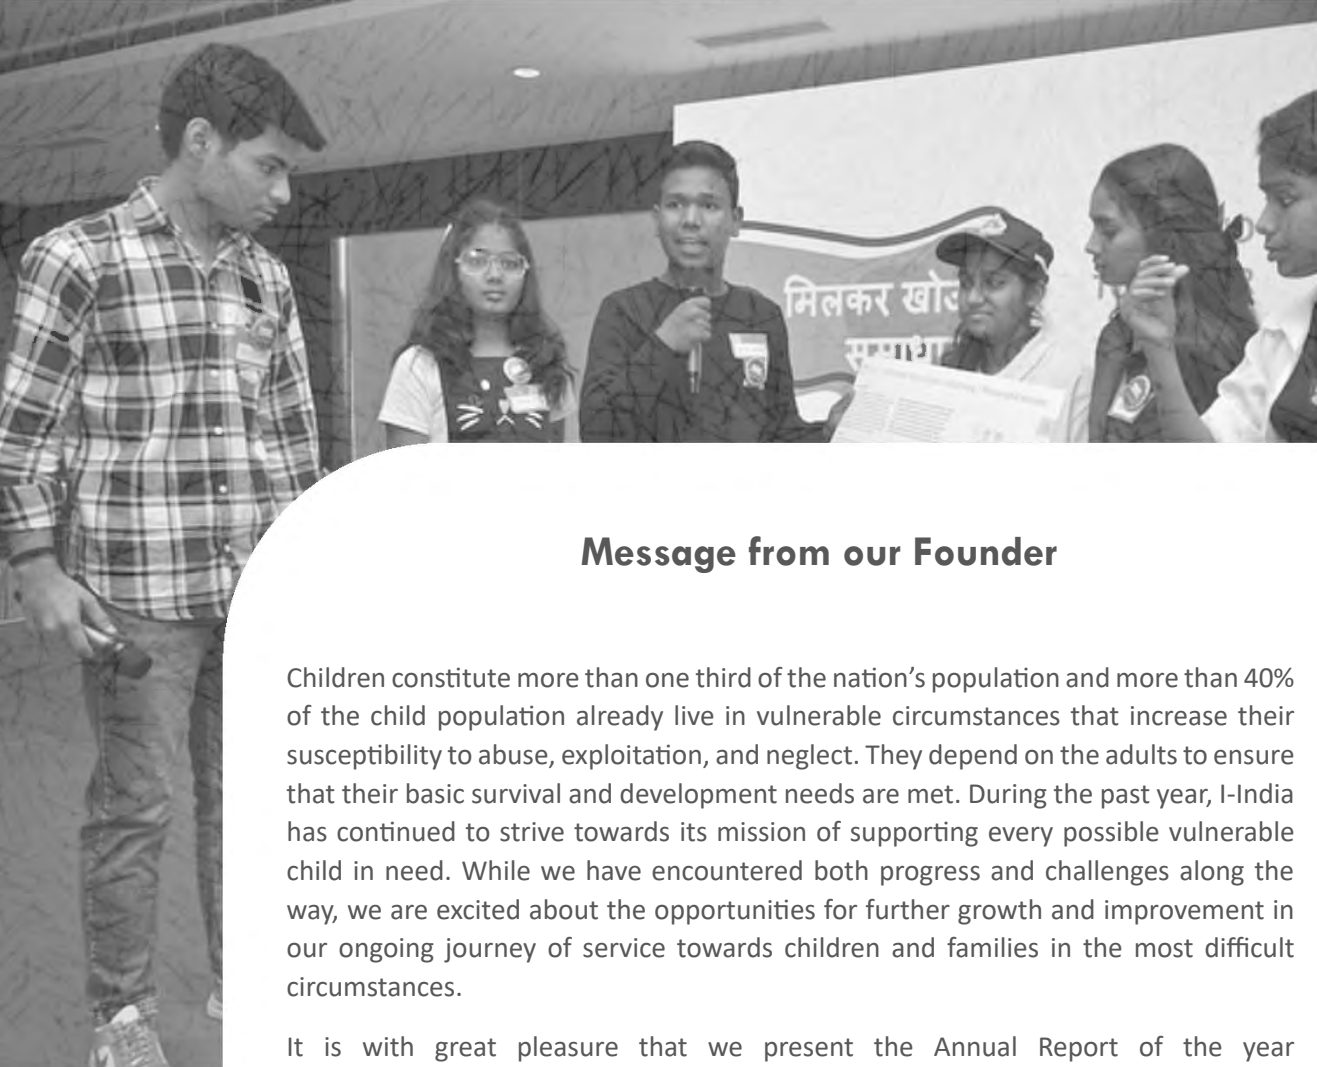 मिलकर
Message from our Founder
Children constitute more than one third of the nation’s population and more than 40%
of the child population already live in vulnerable circumstances that increase their
susceptibility to abuse, exploitation, and neglect. They depend on the adults to ensure
that their basic survival and development needs are met. During the past year, I-India
has continued to strive towards its mission of supporting every possible vulnerable
child in need. While we have encountered both progress and challenges along the
way, we are excited about the opportunities for further growth and improvement in
our ongoing journey of service towards children and families in the most difficult
circumstances.
It is with great pleasure that we present the Annual Report of the year